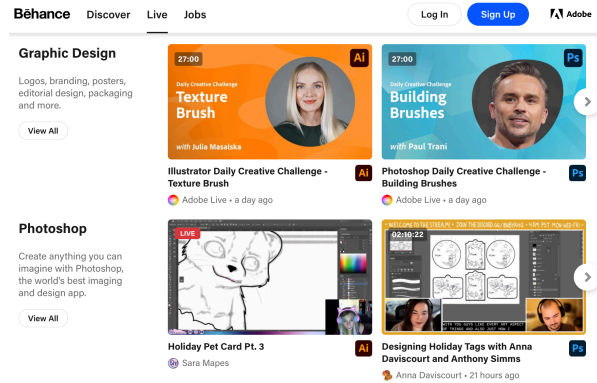 Bēhance
Discover
Live
Jobs
Log In
Sign Up
Adobe
Graphic Design
Logos, branding, posters,
editorial design, packaging
and more.
View All
27:00
Ai
Daily Creative Challenge
Texture
Brush
with Julia Masalska
Illustrator Daily Creative Challenge -
Texture Brush
Ai
Adobe Live • a day ago
27:00
Ps
Daily Creative Challenge
Building
Brushes
with Paul Trani
Photoshop Daily Creative Challenge -
Building Brushes
Ps
Adobe Live • a day ago
Photoshop
Create anything you can
imagine with Photoshop,
the world's best imaging
and design app.
View All
LIVE
Holiday Pet Card Pt. 3
Ai
Sara Mapes
02:10:22
Designing Holiday Tags with Anna
Daviscourt and Anthony Simms
Ps
Anna Daviscourt • 21 hours ago